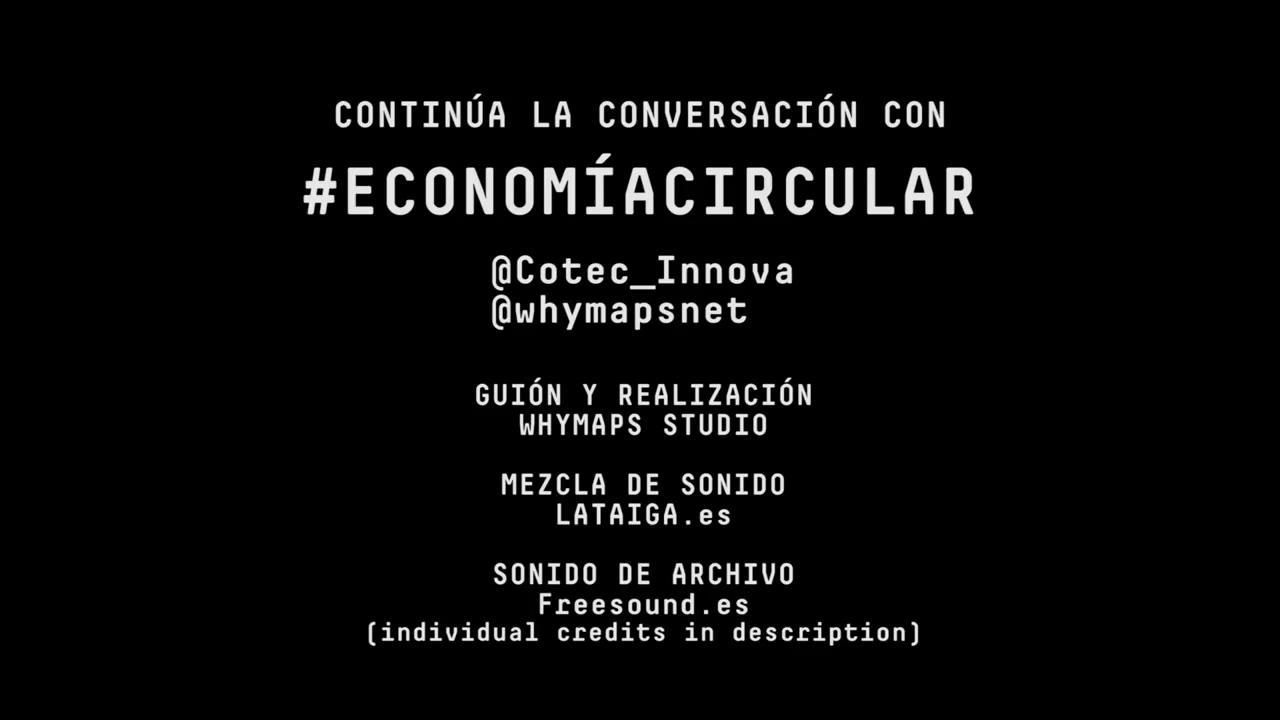 CONTINÚA LA CONVERSACIÓN CON
#ECONOMÍACIRCULAR
@Cotec_Innova
@whymapsnet
GUIÓN Y REALIZACIÓN
WHYMAPS STUDIO
MEZCLA DE SONIDO
LATAIGA.es
SONIDO DE ARCHIVO
Freesound.es
(individual credits in description)